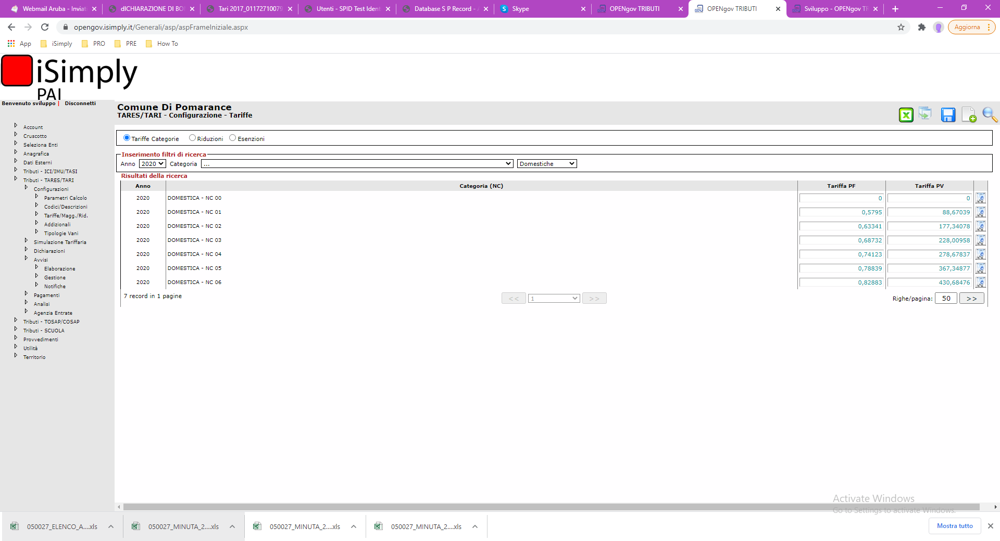 Webmail Aruba - Inviat
dICHIARAZIONE DI BO
Tari 2017_01172710079
Utenti - SPID Test Ident
Database S P Record - A
Skype
OPENgov TRIBUTI
OPENgov TRIBUTI
Sviluppo - OPENgov TR
opengov.isimply.it/Generali/asp/aspFrameIniziale.aspx
Aggiorna
App
iSimply
PRO
PRE
How To
iSimply
PAI
Benvenuto sviluppo | Disconnetti
Comune Di Pomarance
TARES/TARI - Configurazione - Tariffe
Account
Cruscotto
Seleziona Enti
Anagrafica
Dati Esterni
Tributi - ICI/IMU/TASI
Tributi - TARES/TARI
Configurazioni
Parametri Calcolo
Codici/Descrizioni
Tariffe/Magg./Rid.
Addizionali
Tipologie Vani
Simulazione Tariffaria
Dichiarazioni
Avvisi
Elaborazione
Gestione
Notifiche
Pagamenti
Analisi
Agenzia Entrate
Tributi - TOSAP/COSAP
Tributi - SCUOLA
Provvedimenti
Utilità
Territorio
Tariffe Categorie Riduzioni Esenzioni
Inserimento filtri di ricerca
Anno 2020 Categoria ... Domestiche
Risultati della ricerca
Anno Categoria (NC) Tariffa PF Tariffa PV
2020 DOMESTICA - NC 00 0 0
2020 DOMESTICA - NC 01 0,5795 88,67039
2020 DOMESTICA - NC 02 0,63341 177,34078
2020 DOMESTICA - NC 03 0,68732 228,00958
2020 DOMESTICA - NC 04 0,74123 278,67837
2020 DOMESTICA - NC 05 0,78839 367,34877
2020 DOMESTICA - NC 06 0,82883 430,68476
7 record in 1 pagine
<< 1 >>
Righe/pagina: 50 >>
Activate Windows
Go to Settings to activate Windows.
050027_ELENCO_A....xls
050027_MINUTA_2....xls
050027_MINUTA_2....xls
050027_MINUTA_2....xls
Mostra tutto